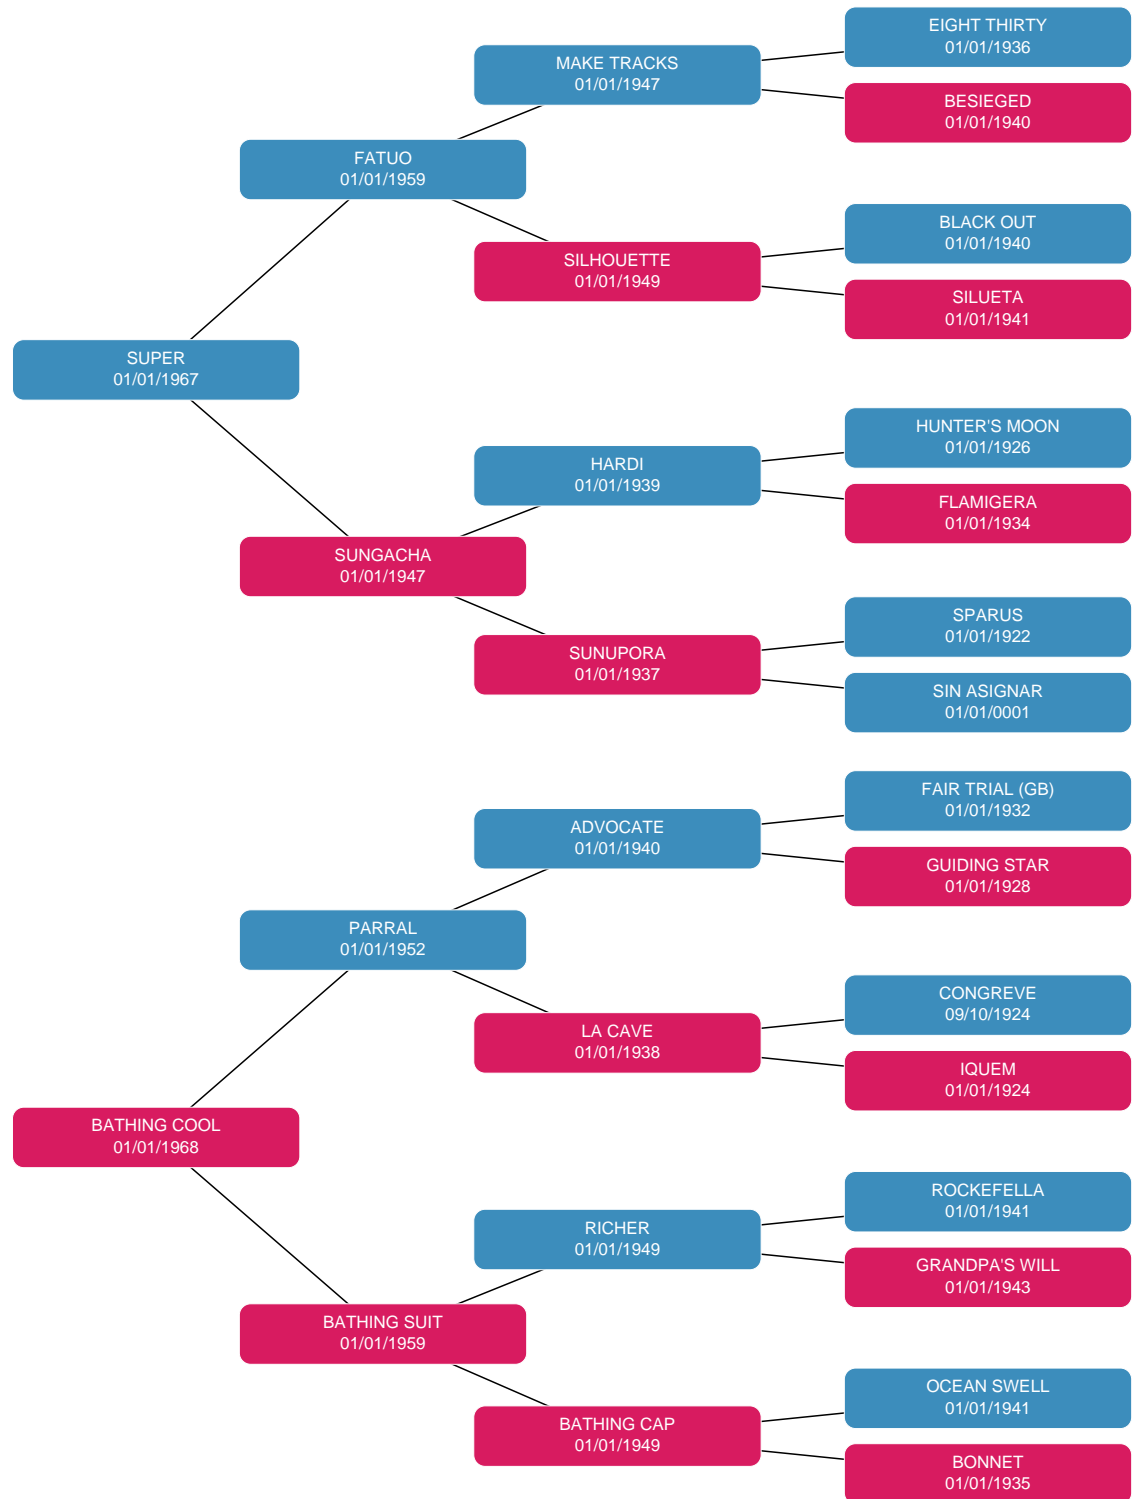 EIGHT THIRTY
01/01/1936
MAKE TRACKS
01/01/1947
BESIEGED
01/01/1940
FATUO
01/01/1959
BLACK OUT
01/01/1940
SILHOUETTE
01/01/1949
SILUETA
01/01/1941
SUPER
01/01/1967
HUNTER'S MOON
01/01/1926
HARDI
01/01/1939
FLAMIGERA
01/01/1934
SUNGACHA
01/01/1947
SPARUS
01/01/1922
SUNUPORA
01/01/1937
SIN ASIGNAR
01/01/0001
FAIR TRIAL (GB)
01/01/1932
ADVOCATE
01/01/1940
GUIDING STAR
01/01/1928
PARRAL
01/01/1952
CONGREVE
09/10/1924
LA CAVE
01/01/1938
IQUEM
01/01/1924
BATHING COOL
01/01/1968
ROCKEFELLA
01/01/1941
RICHER
01/01/1949
GRANDPA'S WILL
01/01/1943
BATHING SUIT
01/01/1959
OCEAN SWELL
01/01/1941
BATHING CAP
01/01/1949
BONNET
01/01/1935